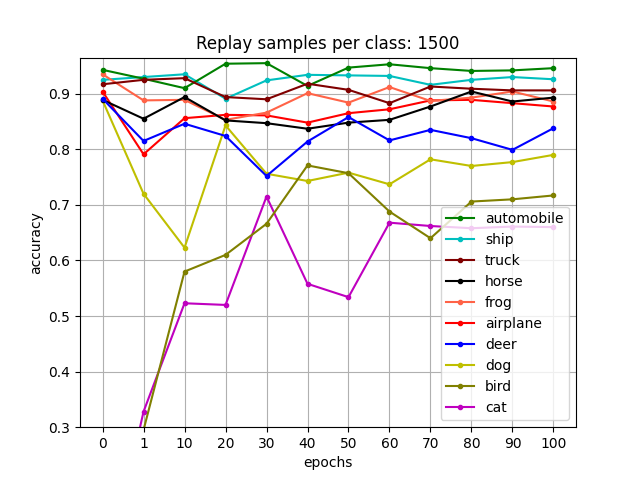 Replay samples per class: 1500
accuracy
0.9
0.8
0.7
0.6
0.5
0.4
0.3
automobile
ship
truck
horse
frog
airplane
deer
dog
bird
cat
0 1 10 20 30 40 50 60 70 80 90 100
epochs